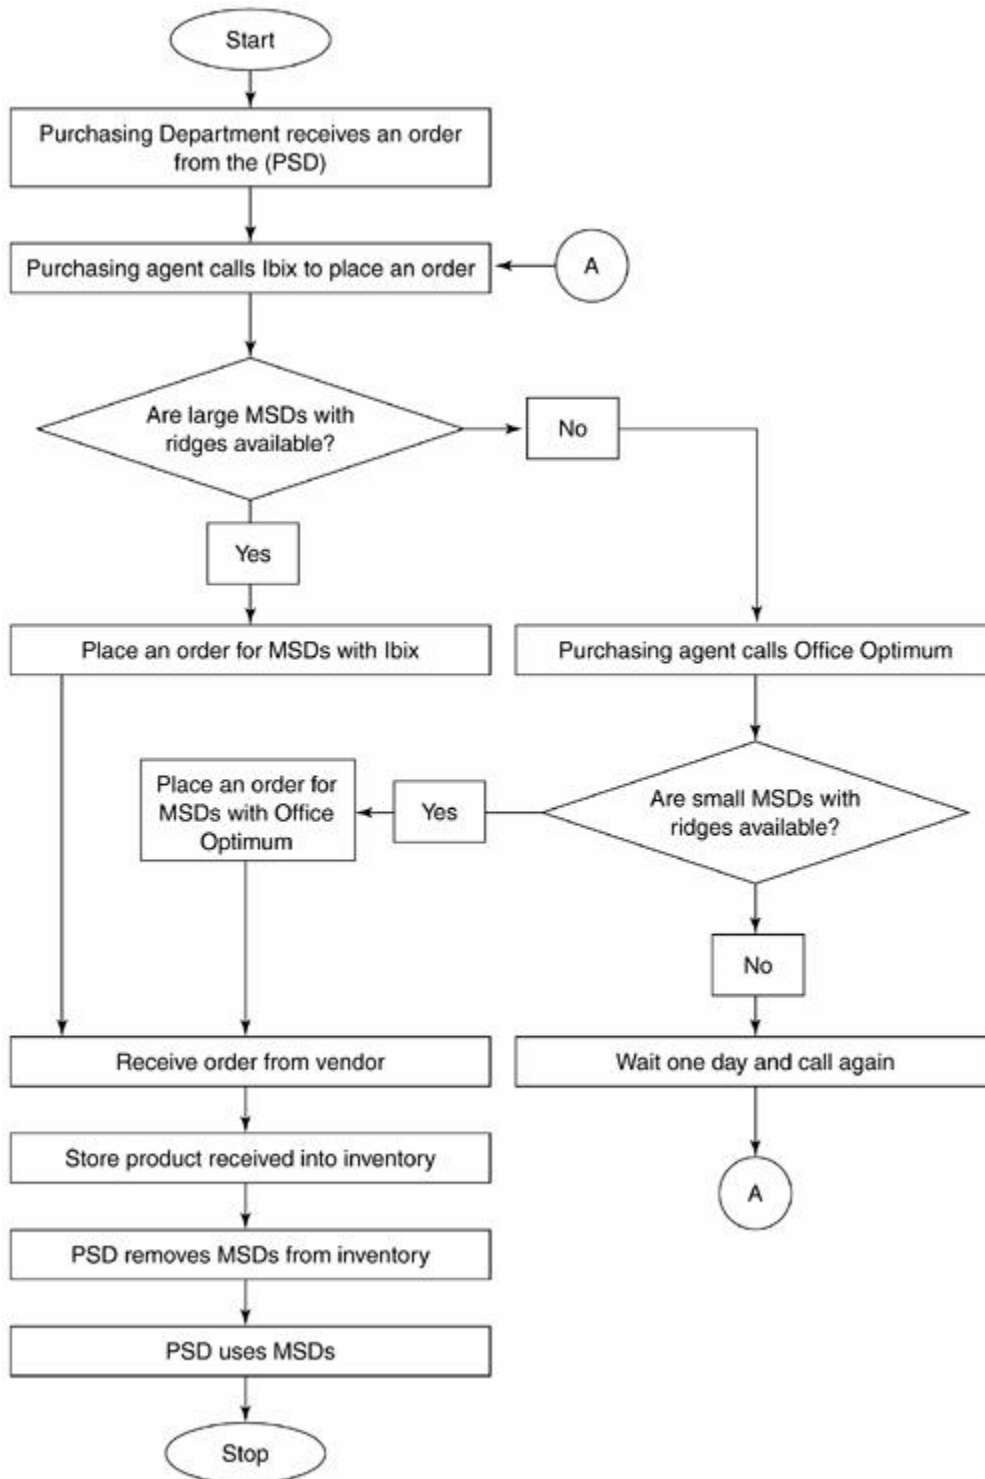 Start
Purchasing Department receives an order
from the (PSD)
Purchasing agent calls Ibix to place an order
A
Are large MSDs with
ridges available?
No
Yes
Place an order for MSDs with Ibix
Purchasing agent calls Office Optimum
Place an order for
MSDs with Office
Optimum
Yes
Are small MSDs with
ridges available?
No
Receive order from vendor
Wait one day and call again
Store product received into inventory
A
PSD removes MSDs from inventory
PSD uses MSDs
Stop